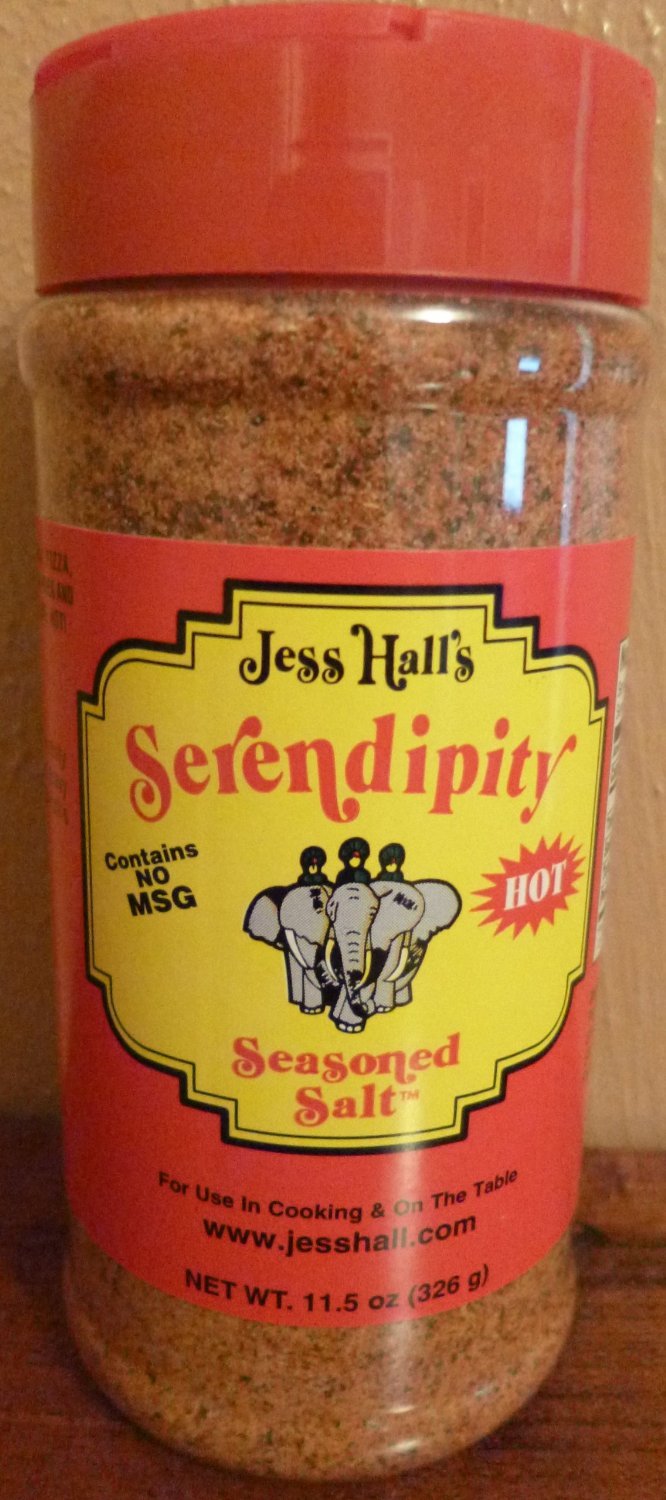 Jess Hall's
Serendipity
Contains
NO
MSG
HOT
Seasoned
Salt™
For Use In Cooking & On The Table
www.jesshall.com
NET WT. 11.5 oz (326 g)